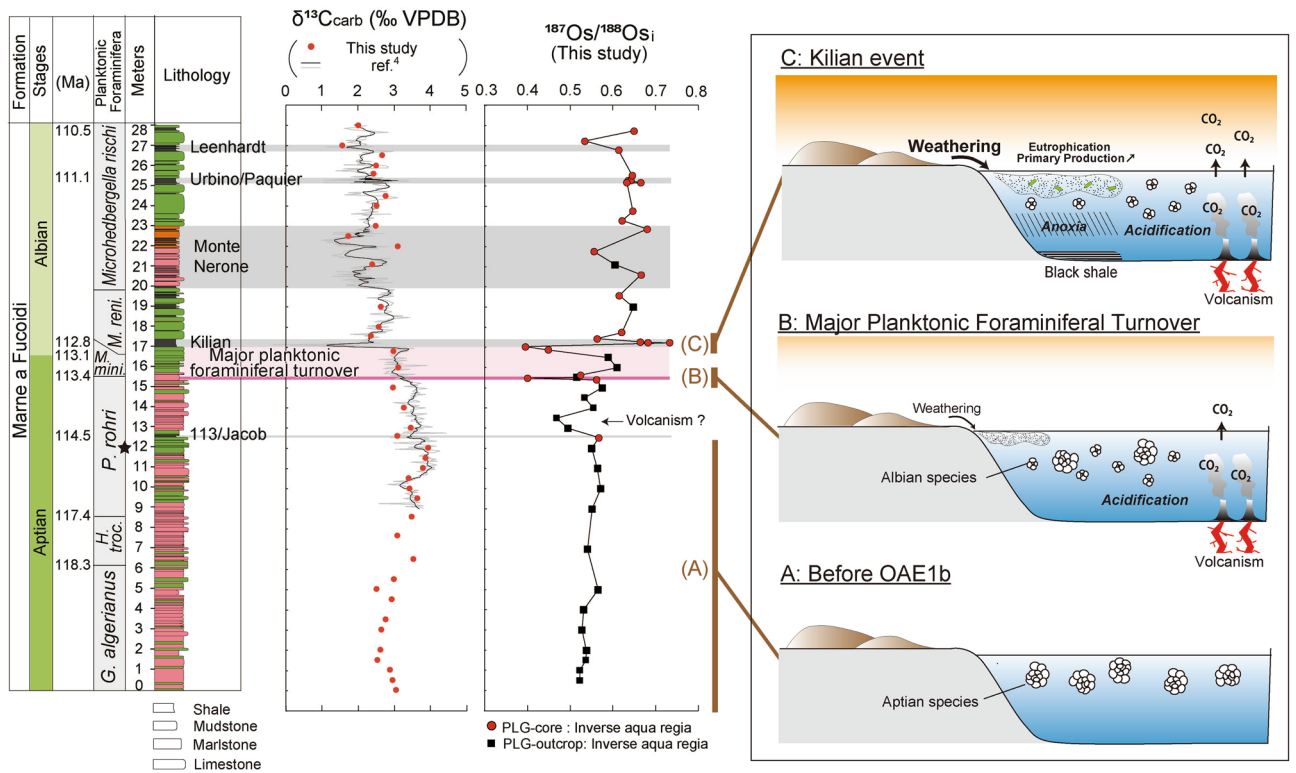 Formation
Stages
(Ma)
Planktonic
Foraminifera
Meters
Lithology
δ¹³Ccarb (‰ VPDB)
This study
ref.⁴
0 1 2 3 4 5
¹⁸⁷Os/¹⁸⁸Osi
(This study)
0.3 0.4 0.5 0.6 0.7 0.8
Marne a Fucoidi
Albian
Aptian
110.5
111.1
112.8
113.1
113.4
114.5
117.4
118.3
Microhedbergella rischi
M. reni.
M.
mini.
P. rohri
H.
troc.
G. algerianus
28
27
26
25
24
23
22
21
20
19
18
17
16
15
14
13
12
11
10
9
8
7
6
5
4
3
2
1
0
Leenhardt
Urbino/Paquier
Monte
Nerone
Kilian
Major planktonic
foraminiferal turnover
113/Jacob
Volcanism ?
(C)
(B)
(A)
Shale
Mudstone
Marlstone
Limestone
PLG-core : Inverse aqua regia
PLG-outcrop: Inverse aqua regia
C: Kilian event
Weathering
Eutrophication
Primary Production↗
CO2
CO2
CO2
CO2
CO2
Anoxia
Acidification
Black shale
Volcanism
B: Major Planktonic Foraminiferal Turnover
Weathering
CO2
CO2
CO2
Albian species
Acidification
Volcanism
A: Before OAE1b
Aptian species